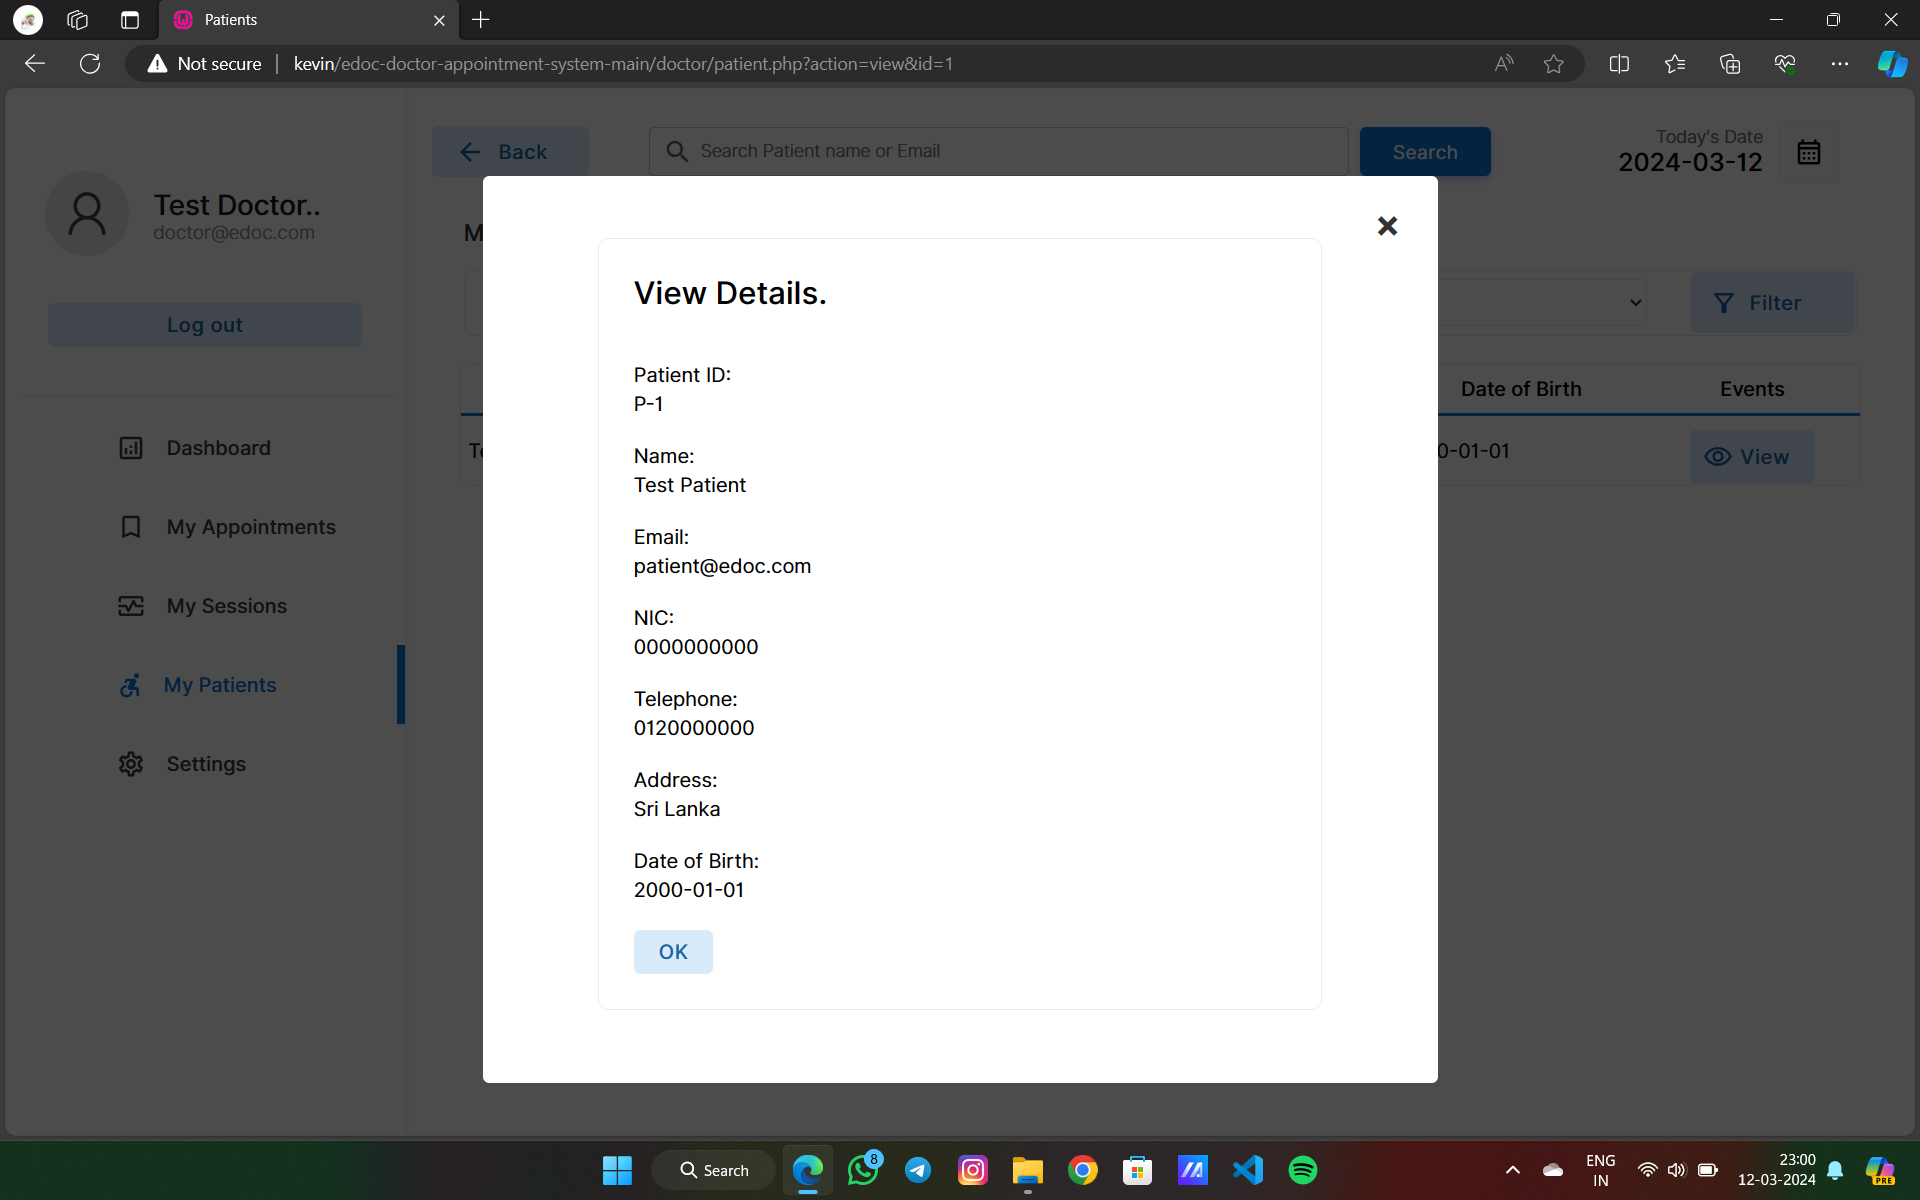 Patients
Not secure
kevin/edoc-doctor-appointment-system-main/doctor/patient.php?action=view&id=1
Back
Search Patient name or Email
Search
Today's Date
2024-03-12
Test Doctor..
doctor@edoc.com
Log out
Dashboard
My Appointments
My Sessions
My Patients
Settings
Filter
Date of Birth
Events
0-01-01
View
View Details.
Patient ID:
P-1
Name:
Test Patient
Email:
patient@edoc.com
NIC:
0000000000
Telephone:
0120000000
Address:
Sri Lanka
Date of Birth:
2000-01-01
OK
Search
8
ENG
IN
23:00
12-03-2024
PRE